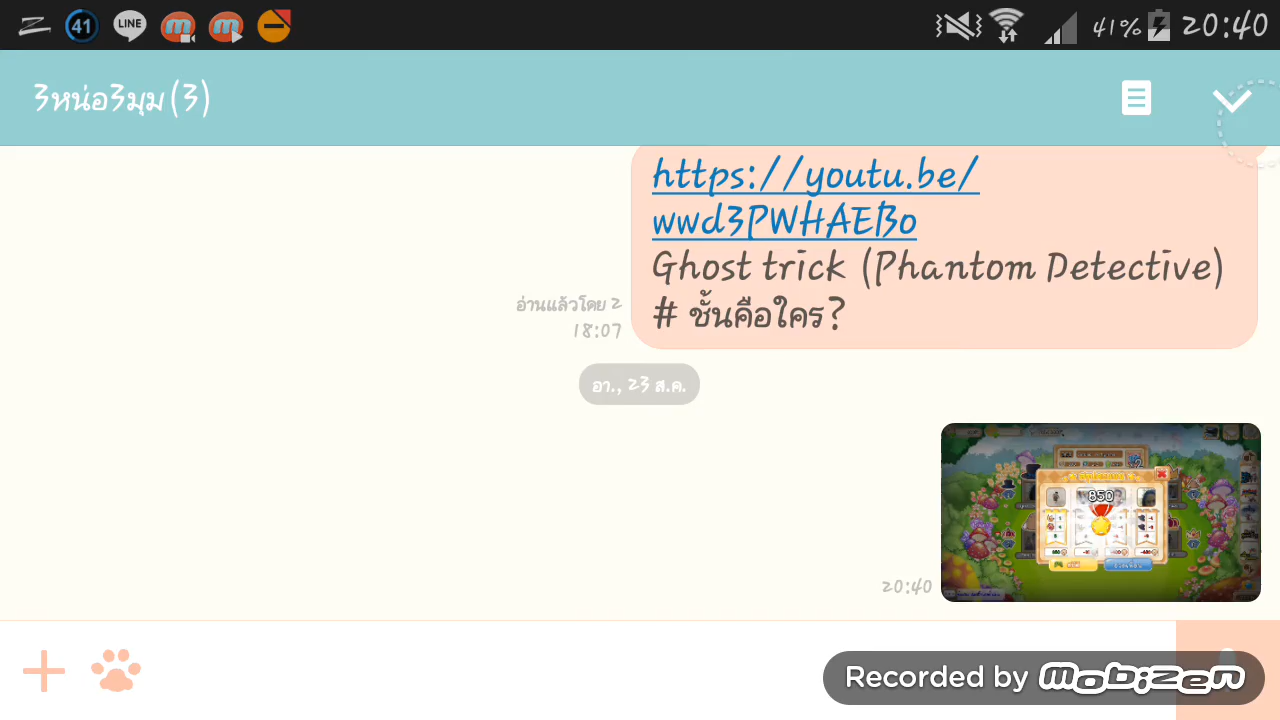 41
LINE
41% 20:40
3หน่อ3มุม (3)
https://youtu.be/
wwd3PWHAEBo
Ghost trick (Phantom Detective)
# ชั้นคือใคร?
อ่านแล้วโดย 2
18:07
อา., 23 ส.ค.
850
20:40
Recorded by mobizen